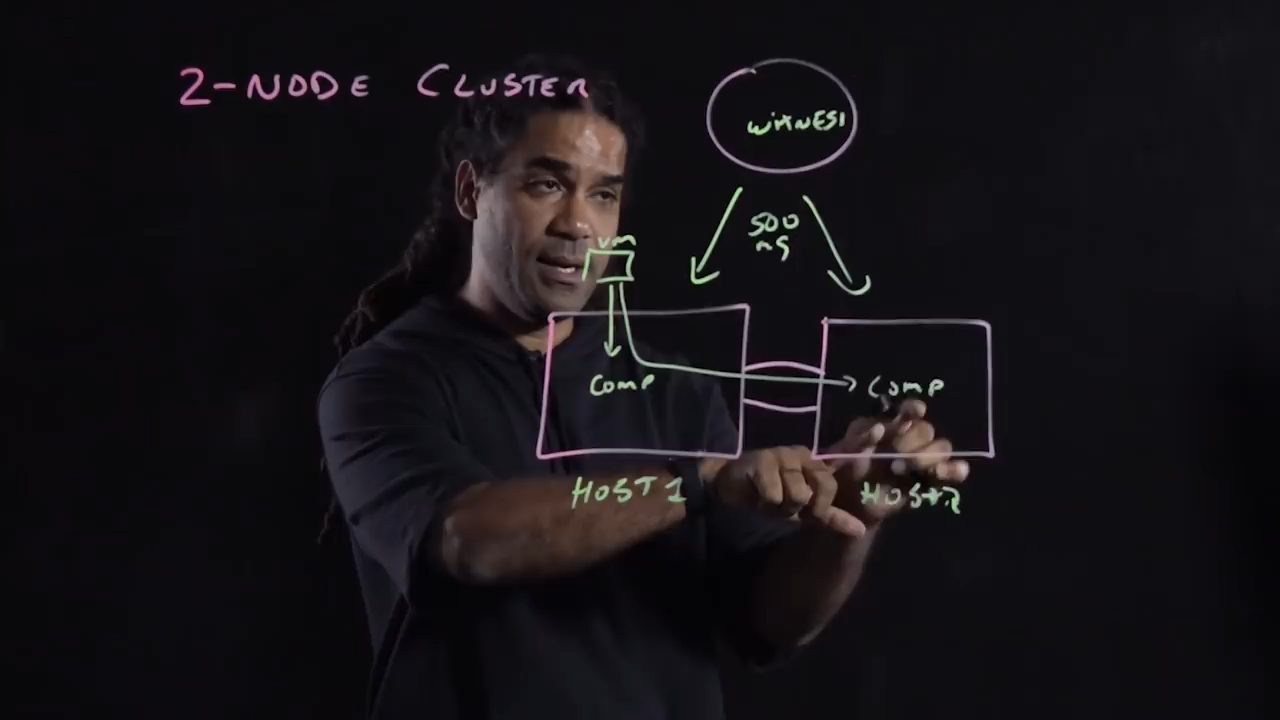 2-NODE CLUSTER
WITNESS
500
ms
vm
COMP
COMP
HOST 1
HOST 2